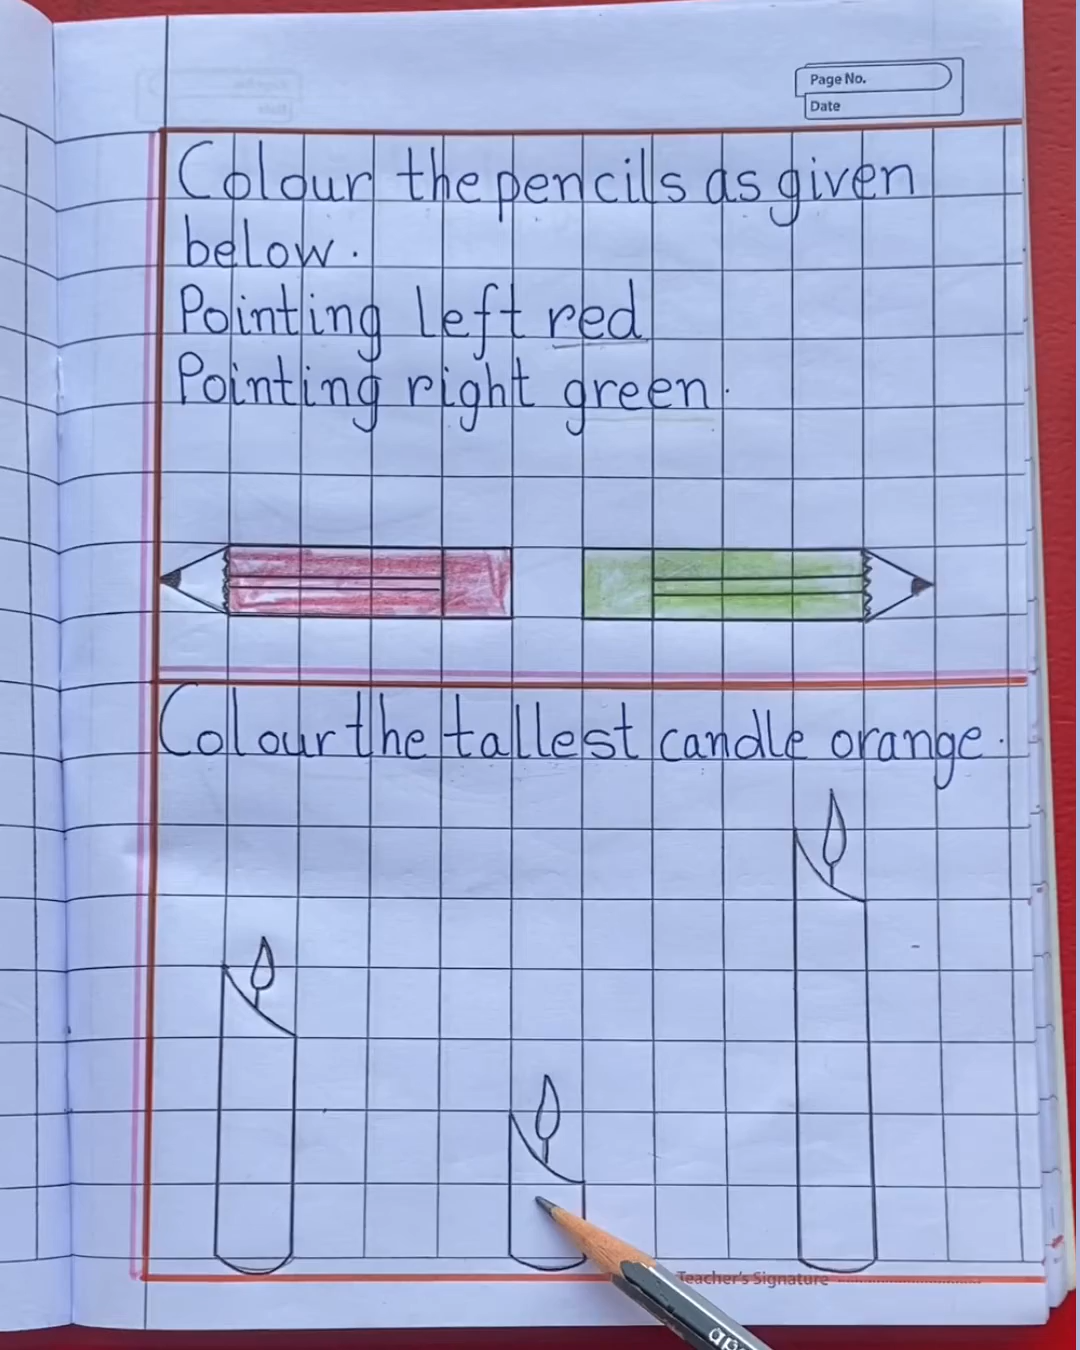 Page No.
Date
Colour the pencils as given
below.
Pointing left red
Pointing right green.
Colour the tallest candle orange.
Teacher's Signature